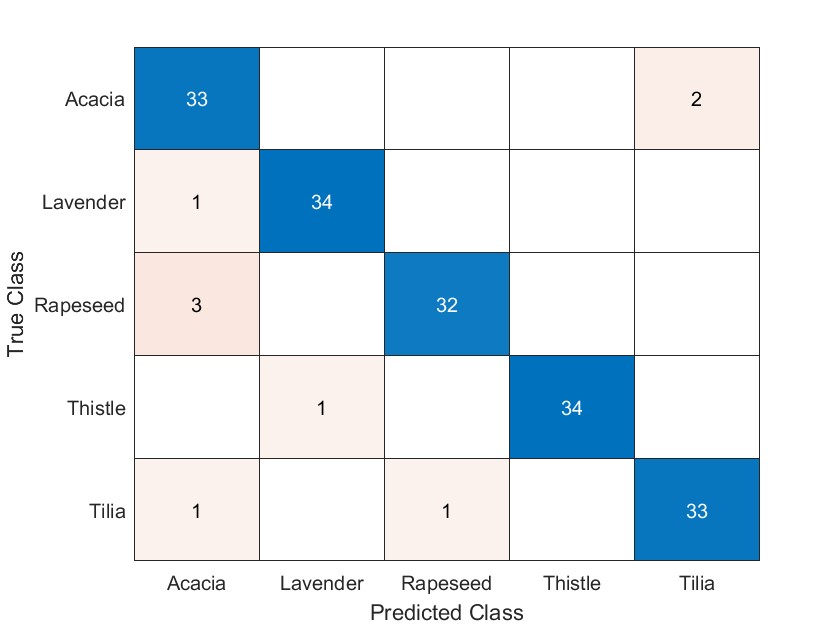 Acacia 33 2
Lavender 1 34
Rapeseed 3 32
Thistle 1 34
Tilia 1 1 33
Acacia Lavender Rapeseed Thistle Tilia
Predicted Class
True Class